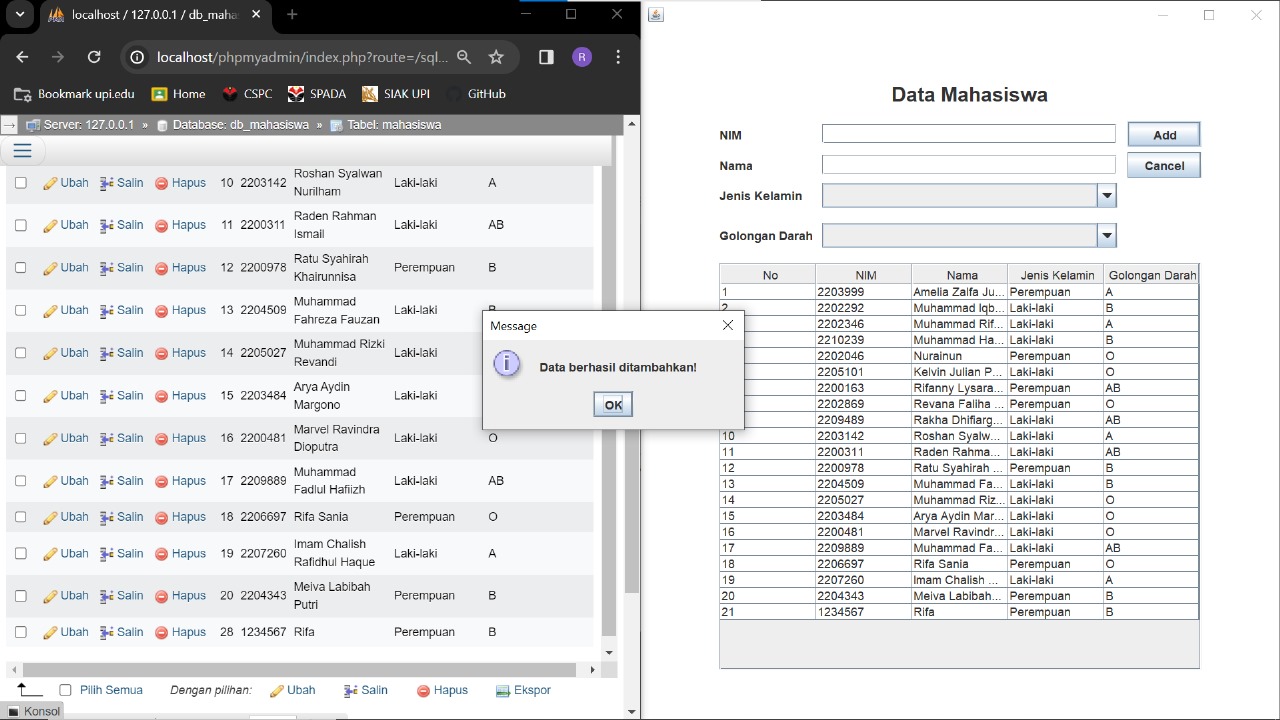 localhost / 127.0.0.1 / db_maha
localhost/phpmyadmin/index.php?route=/sql...
R
Bookmark upi.edu
Home
CSPC
SPADA
SIAK UPI
GitHub
Server: 127.0.0.1 » Database: db_mahasiswa » Tabel: mahasiswa
Ubah Salin Hapus 10 2203142 Roshan Syalwan Nurilham Laki-laki A
Ubah Salin Hapus 11 2200311 Raden Rahman Ismail Laki-laki AB
Ubah Salin Hapus 12 2200978 Ratu Syahirah Khairunnisa Perempuan B
Ubah Salin Hapus 13 2204509 Muhammad Fahreza Fauzan Laki-laki
Ubah Salin Hapus 14 2205027 Muhammad Rizki Revandi Laki-laki
Ubah Salin Hapus 15 2203484 Arya Aydin Margono Laki-laki
Ubah Salin Hapus 16 2200481 Marvel Ravindra Dioputra Laki-laki O
Ubah Salin Hapus 17 2209889 Muhammad Fadlul Hafiizh Laki-laki AB
Ubah Salin Hapus 18 2206697 Rifa Sania Perempuan O
Ubah Salin Hapus 19 2207260 Imam Chalish Rafidhul Haque Laki-laki A
Ubah Salin Hapus 20 2204343 Meiva Labibah Putri Perempuan B
Ubah Salin Hapus 28 1234567 Rifa Perempuan B
Pilih Semua Dengan pilihan: Ubah Salin Hapus Ekspor
Konsol
Message
Data berhasil ditambahkan!
OK
Data Mahasiswa
NIM
Add
Nama
Cancel
Jenis Kelamin
Golongan Darah
No NIM Nama Jenis Kelamin Golongan Darah
1 2203999 Amelia Zalfa Ju... Perempuan A
2 2202292 Muhammad Iqb... Laki-laki B
2202346 Muhammad Rif... Laki-laki A
2210239 Muhammad Ha... Laki-laki B
2202046 Nurainun Perempuan O
2205101 Kelvin Julian P... Laki-laki O
2200163 Rifanny Lysara... Perempuan AB
2202869 Revana Faliha ... Perempuan O
2209489 Rakha Dhifiarg... Laki-laki AB
10 2203142 Roshan Syalw... Laki-laki A
11 2200311 Raden Rahma... Laki-laki AB
12 2200978 Ratu Syahirah ... Perempuan B
13 2204509 Muhammad Fa... Laki-laki B
14 2205027 Muhammad Riz... Laki-laki O
15 2203484 Arya Aydin Mar... Laki-laki O
16 2200481 Marvel Ravindr... Laki-laki O
17 2209889 Muhammad Fa... Laki-laki AB
18 2206697 Rifa Sania Perempuan O
19 2207260 Imam Chalish ... Laki-laki A
20 2204343 Meiva Labibah... Perempuan B
21 1234567 Rifa Perempuan B